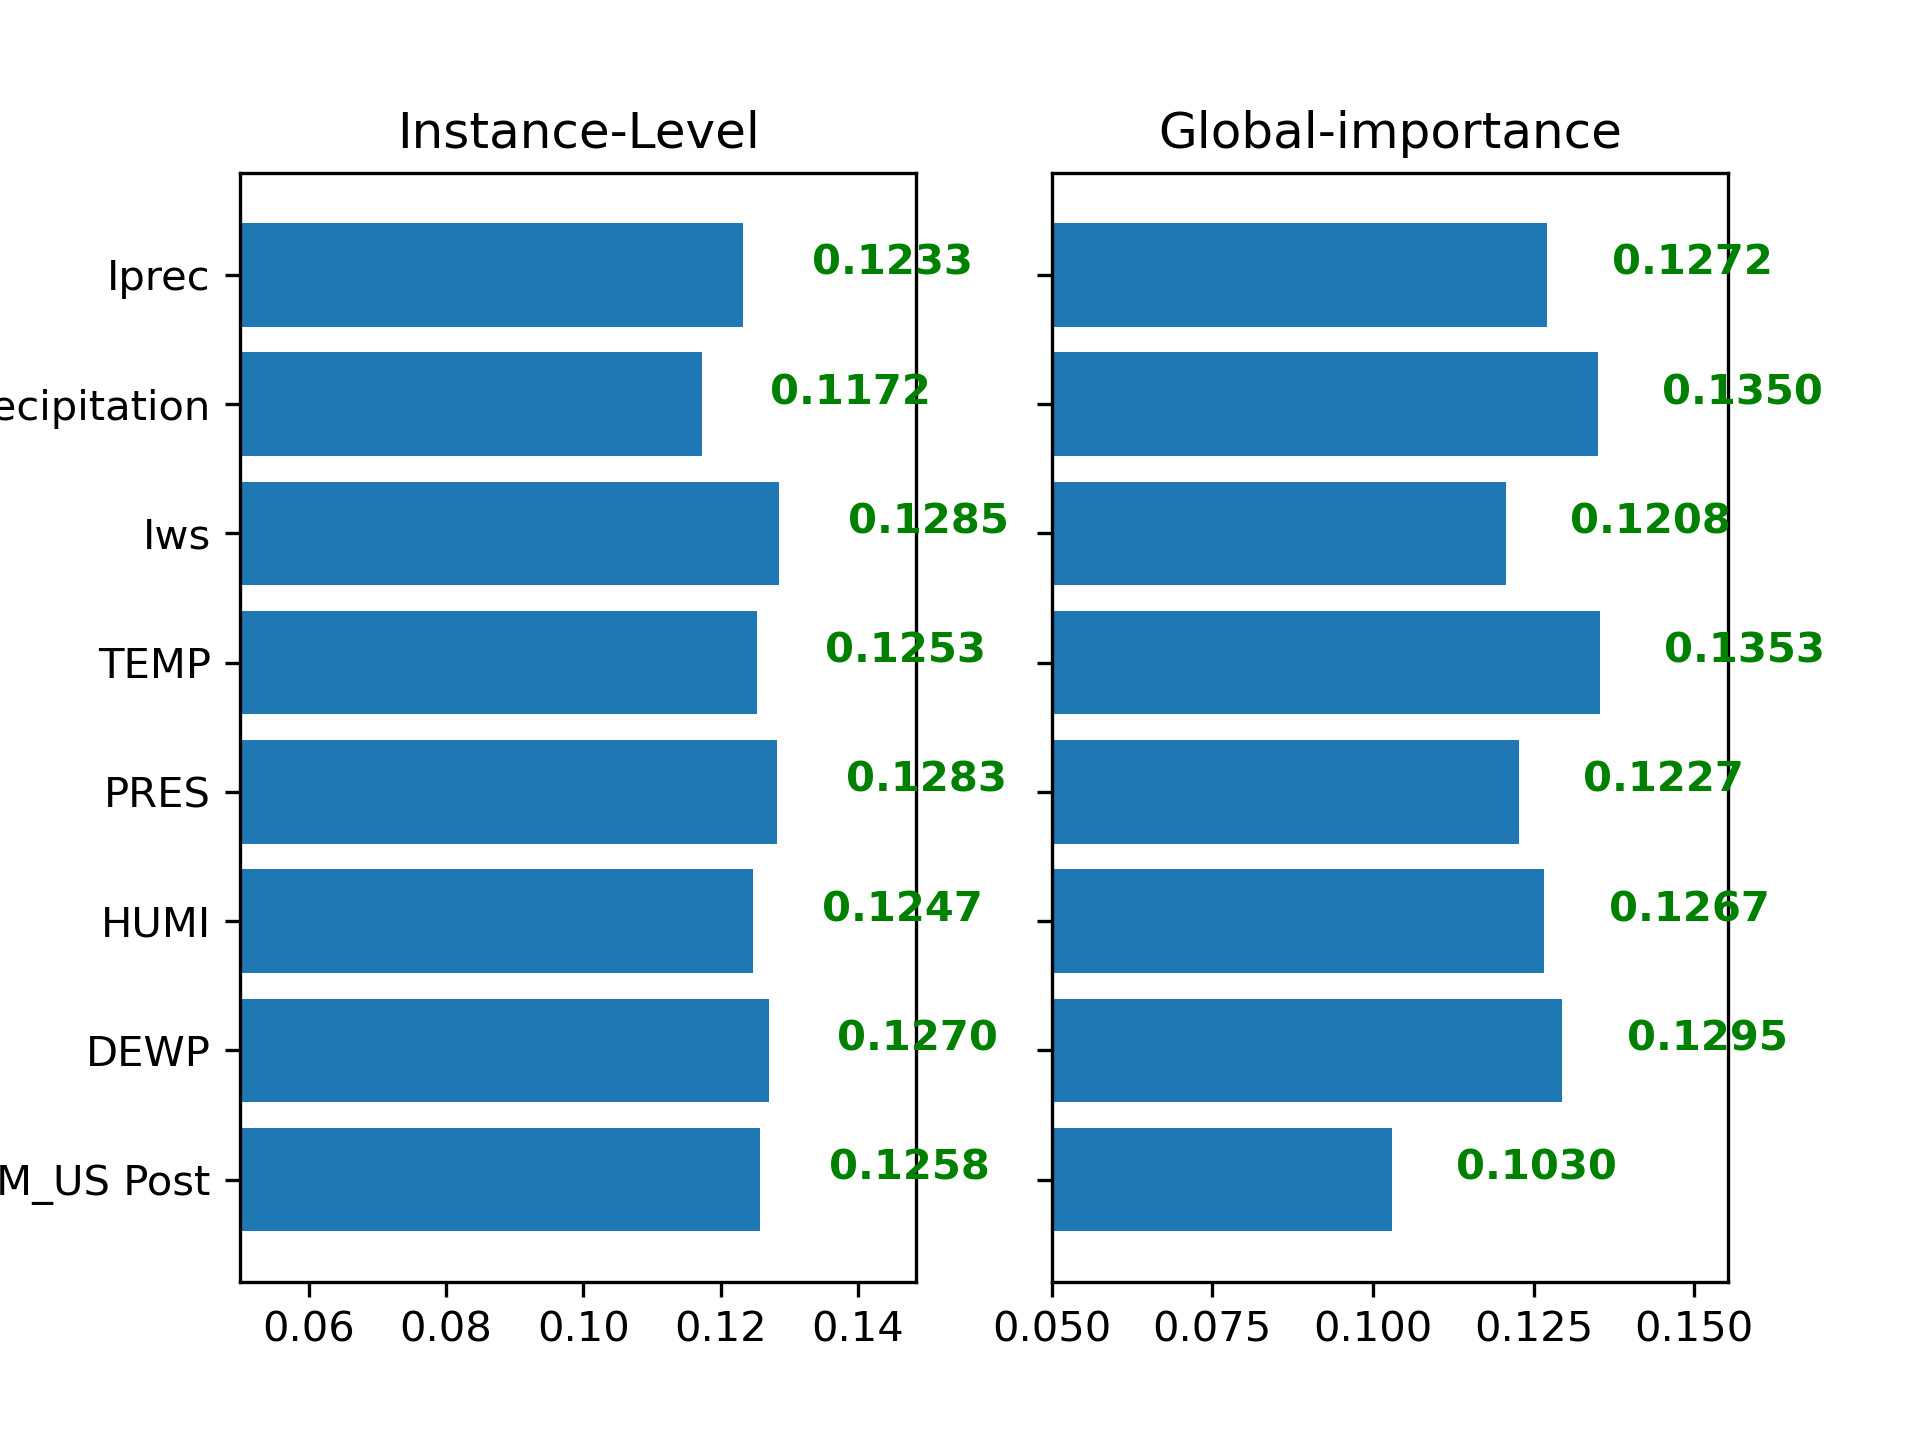 Instance-Level Global-importance
Iprec 0.1233 0.1272
ecipitation 0.1172 0.1350
Iws 0.1285 0.1208
TEMP 0.1253 0.1353
PRES 0.1283 0.1227
HUMI 0.1247 0.1267
DEWP 0.1270 0.1295
M_US Post 0.1258 0.1030
0.06 0.08 0.10 0.12 0.14 0.050 0.075 0.100 0.125 0.150